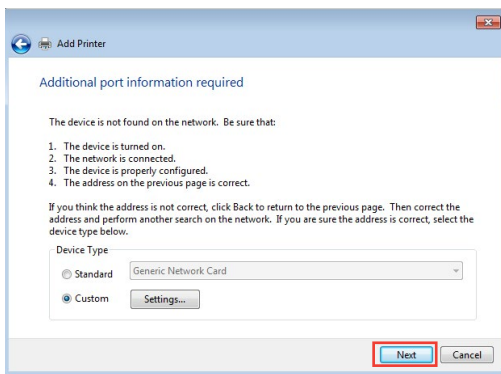 Add Printer
Additional port information required
The device is not found on the network. Be sure that:
1. The device is turned on.
2. The network is connected.
3. The device is properly configured.
4. The address on the previous page is correct.
If you think the address is not correct, click Back to return to the previous page. Then correct the
address and perform another search on the network. If you are sure the address is correct, select the
device type below.
Device Type
Standard Generic Network Card
Custom Settings...
Next Cancel